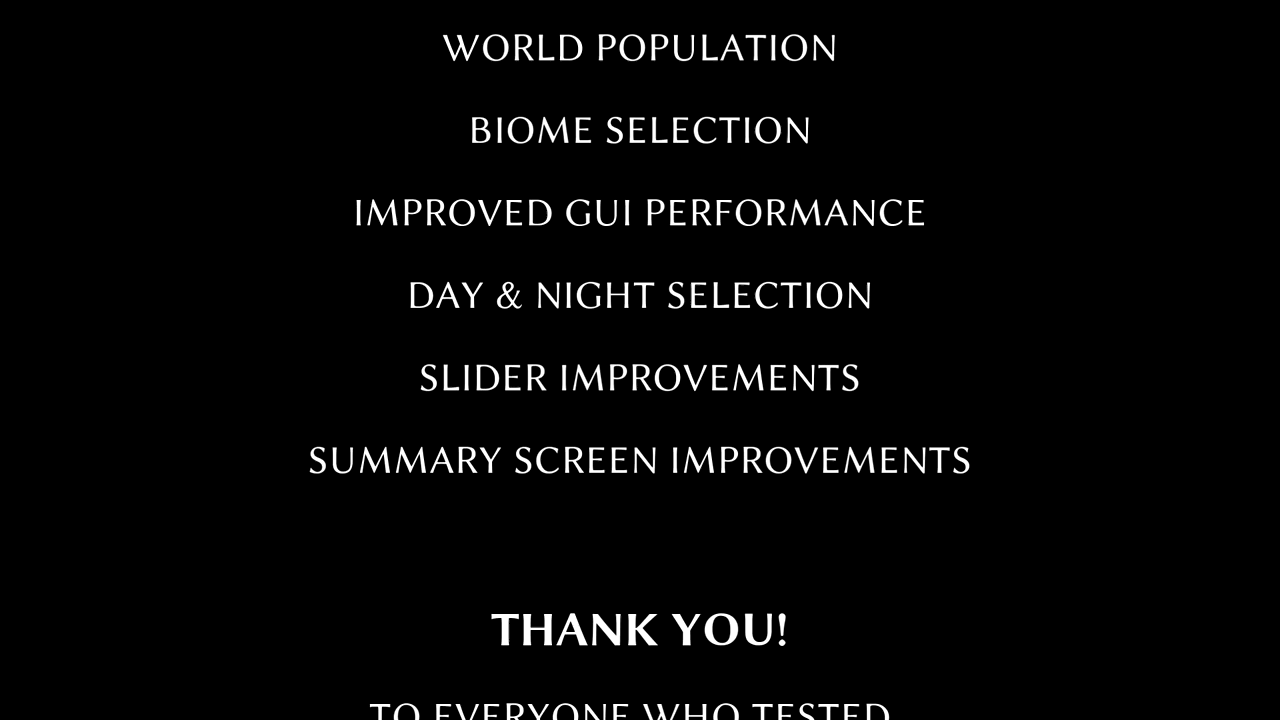 WORLD POPULATION
BIOME SELECTION
IMPROVED GUI PERFORMANCE
DAY & NIGHT SELECTION
SLIDER IMPROVEMENTS
SUMMARY SCREEN IMPROVEMENTS
THANK YOU!
TO EVERYONE WHO TESTED